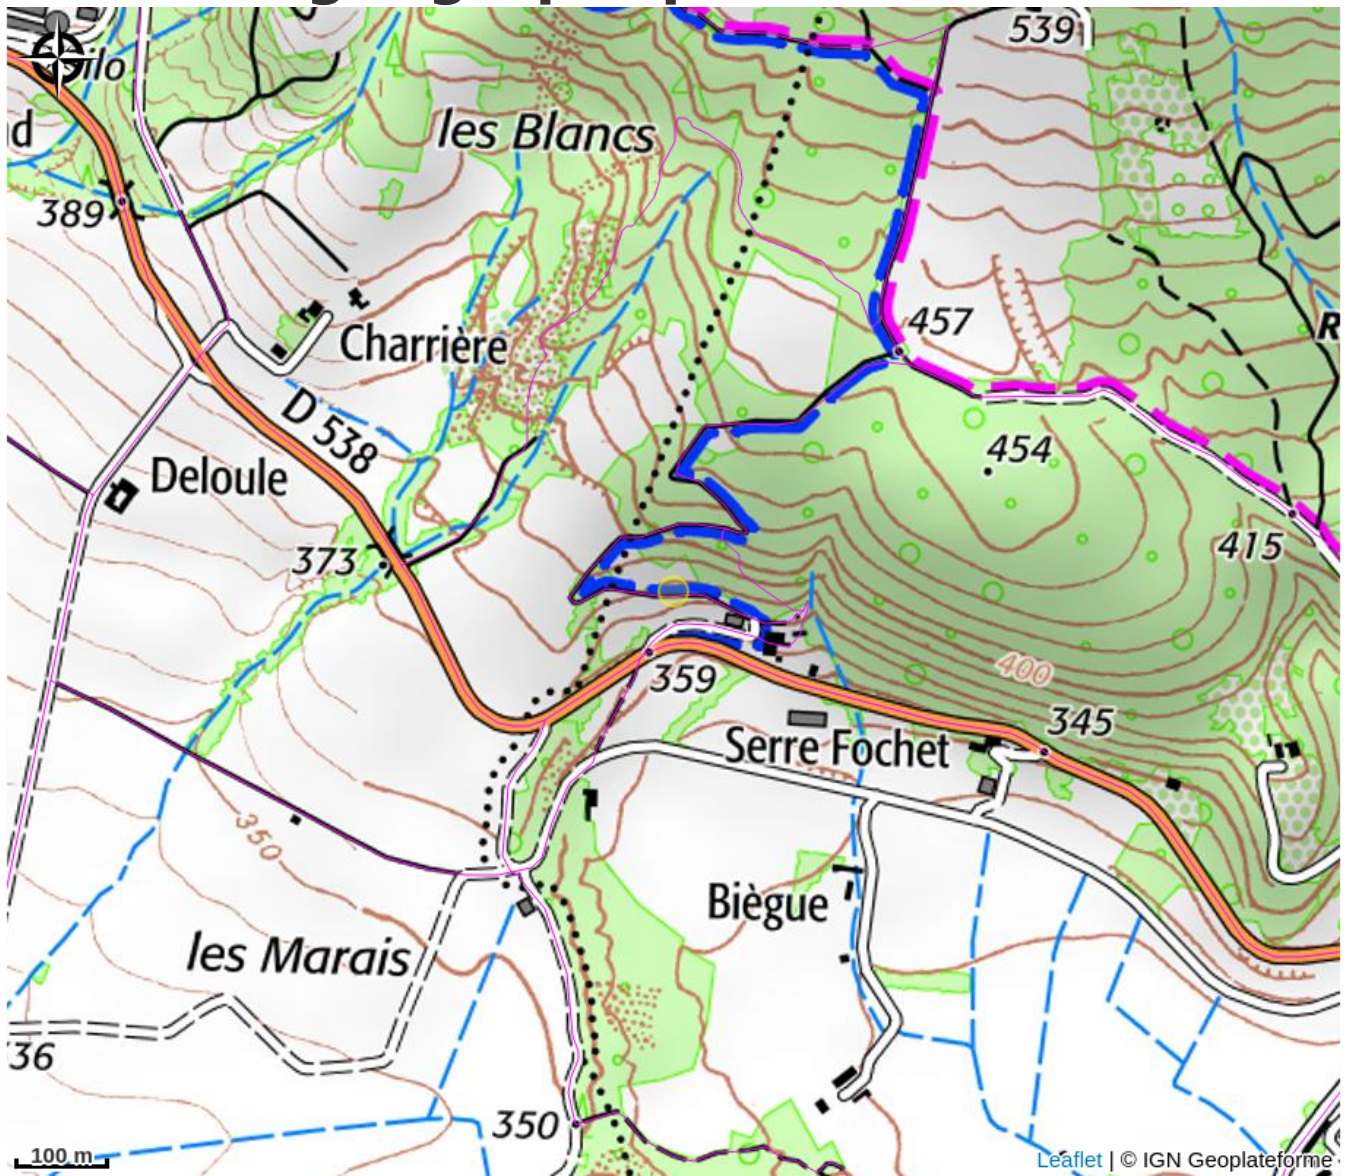 539
ilo
les Blancs
d
389
457
R
Charrière
D 538
454
Deloule
415
373
359
400
345
Serre Fochet
350
Biègue
les Marais
36
350
100 m
Leaflet | © IGN Geoplateforme